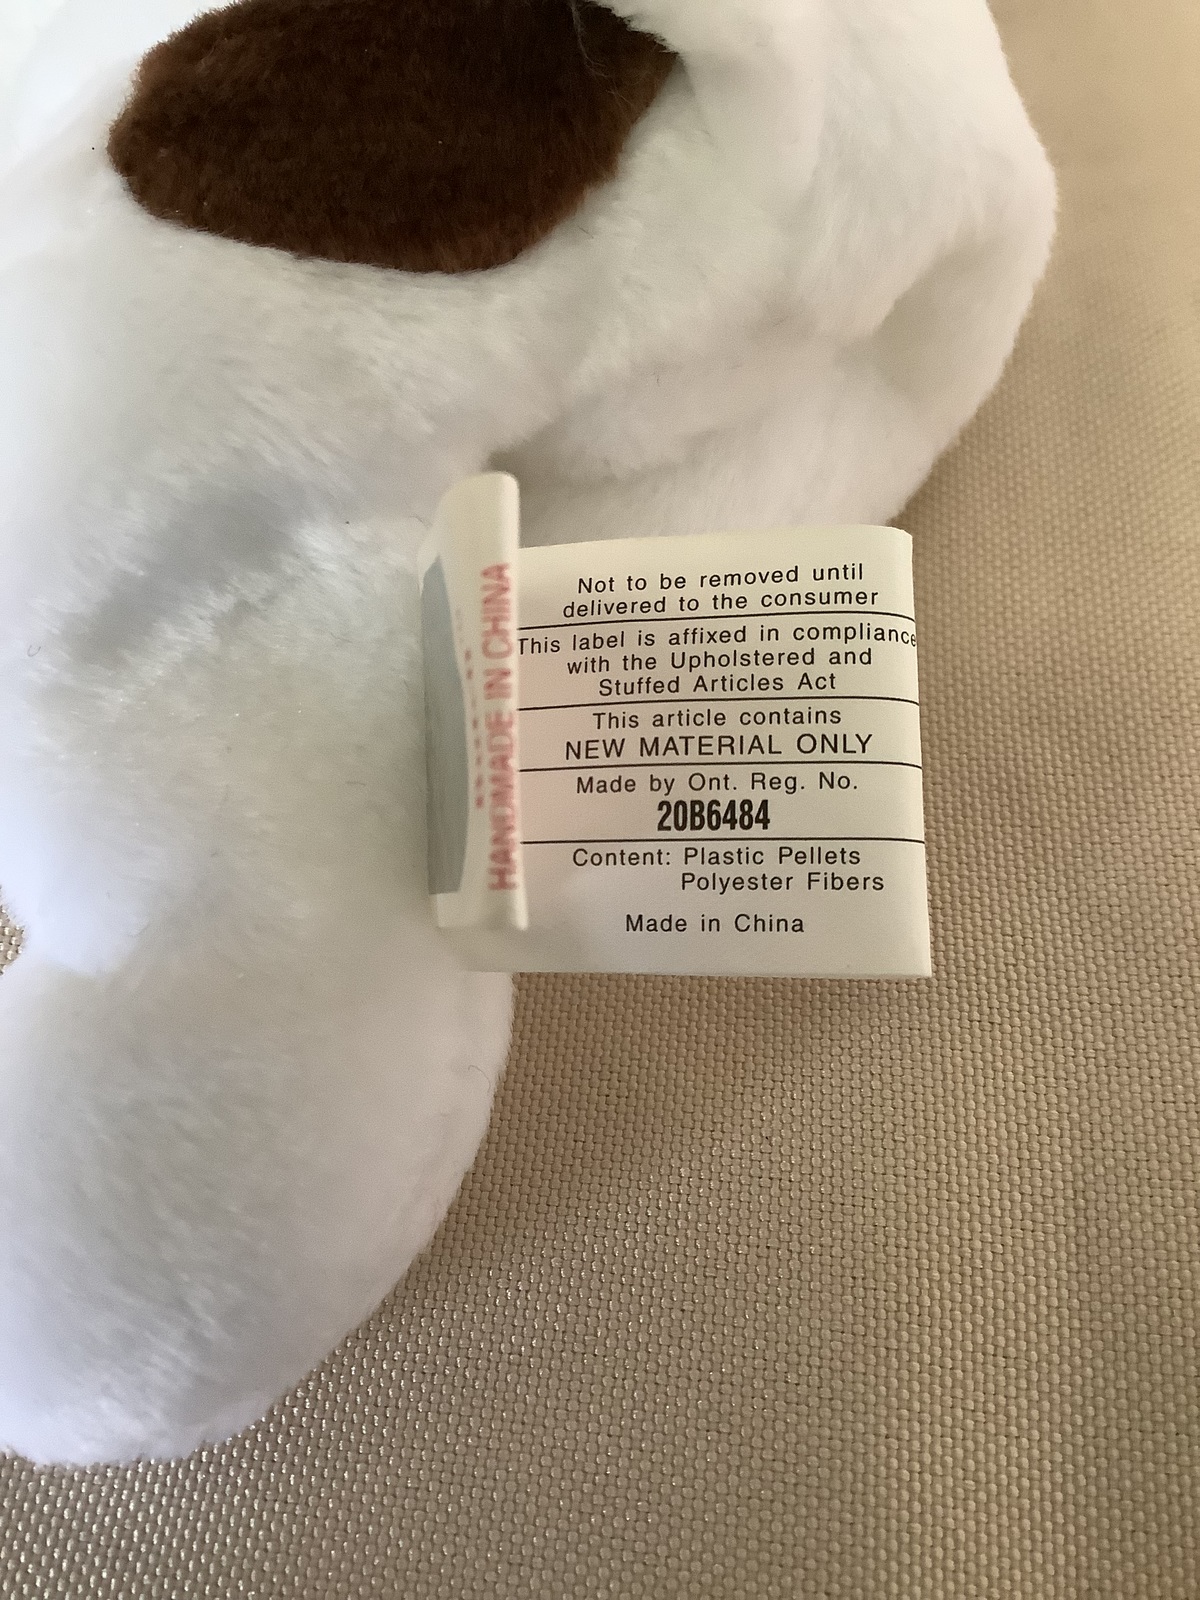 HANDMADE IN CHINA
Not to be removed until
delivered to the consumer
This label is affixed in compliance
with the Upholstered and
Stuffed Articles Act
This article contains
NEW MATERIAL ONLY
Made by Ont. Reg. No.
20B6484
Content: Plastic Pellets
Polyester Fibers
Made in China